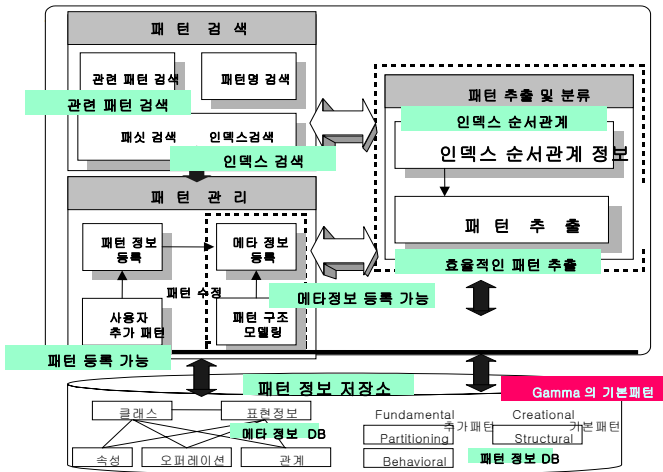 패 턴 검 색
관련 패턴 검색
패턴명 검색
관련 패턴 검색
패싯 검색
인덱스검색
인덱스 검색
패턴 추출 및 분류
인덱스 순서관계
인덱스 순서관계 정보
패 턴 추 출
효율적인 패턴 추출
패 턴 관 리
패턴 정보
등록
메타 정보
등록
패턴 수정
메타정보 등록 가능
사용자
추가 패턴
패턴 구조
모델링
패턴 등록 가능
패턴 정보 저장소
Gamma 의 기본패턴
클래스
표현정보
메타 정보 DB
속성
오퍼레이션
관계
Fundamental
Creational
추가패턴
기본패턴
Partitioning
Structural
Behavioral
패턴 정보 DB